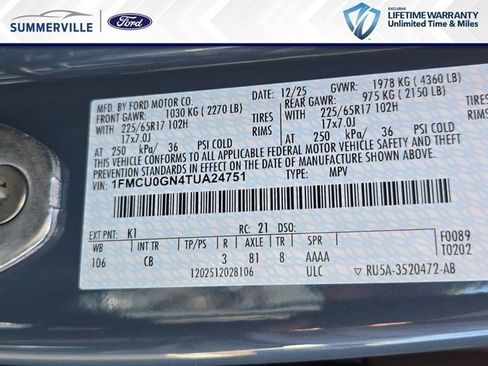 SUMMERVILLE
Ford
EXCLUSIVE
LIFETIME WARRANTY
Unlimited Time & Miles
MFD. BY FORD MOTOR CO.
12/25 GVWR: 1978 KG ( 4360 LB)
FRONT GAWR: 1030 KG ( 2270 LB) REAR GAWR: 975 KG ( 2150 LB)
225/65R17 102H TIRES 225/65R17 102H
17x7.0J RIMS 17x7.0J
AT 250 kPa/ 36 PSI COLD AT 250 kPa/ 36 PSI COLD
THIS VEHICLE CONFORMS TO ALL APPLICABLE FEDERAL MOTOR VEHICLE SAFETY, BUMPER, AND THEFT PREVENTION STANDARDS IN EFFECT ON THE DATE OF MANUFACTURE SHOWN ABOVE.
VIN: 1FMCU0GN4TUA24751 TYPE: MPV
F0089
T0202
EXT PNT: K1 RC: 21 DSO:
WB INT TR TP/PS R AXLE TR SPR
106 CB 3 81 8 AAAA
1202512028106 ULC ▽ RU5A-3520472-AB